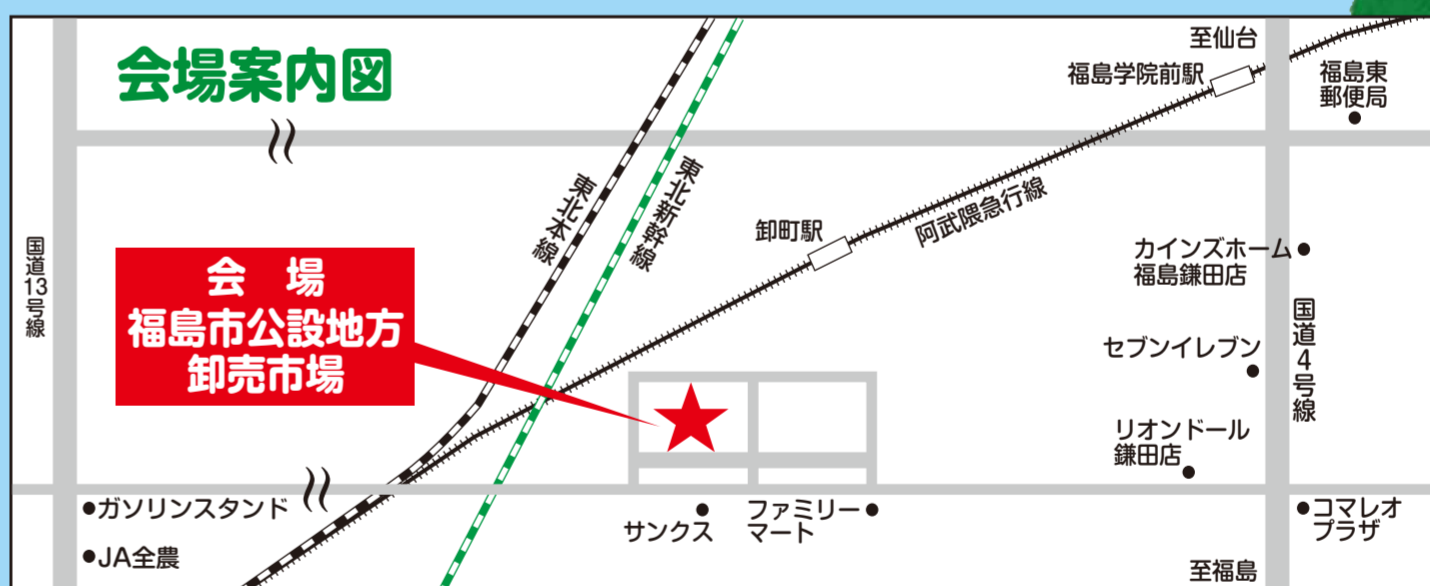 会場案内図
至仙台
福島学院前駅
福島東
郵便局
東北本線
東北新幹線
卸町駅
阿武隈急行線
国道13号線
会 場
福島市公設地方
卸売市場
カインズホーム
福島鎌田店
国道4号線
セブンイレブン
リオンドール
鎌田店
ガソリンスタンド
JA全農
サンクス
ファミリー
マート
コマレオ
プラザ
至福島